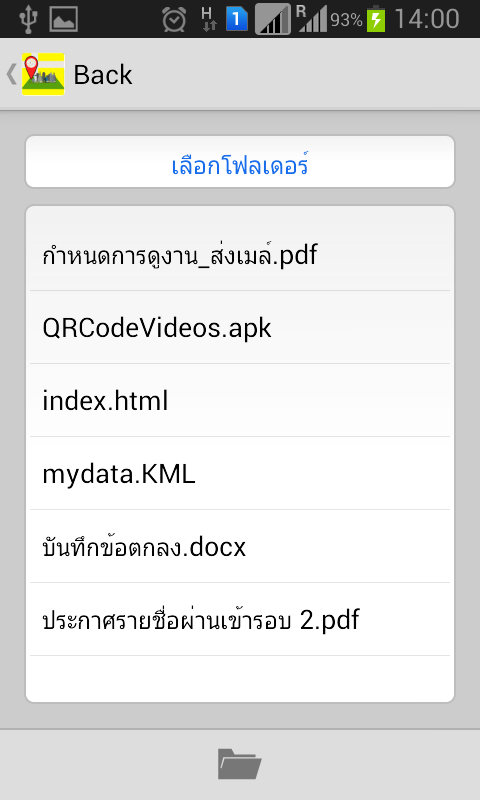 H
1
R
93%
14:00
Back
เลือกโฟลเดอร์
กำหนดการดูงาน_ส่งเมล์.pdf
QRCodeVideos.apk
index.html
mydata.KML
บันทึกข้อตกลง.docx
ประกาศรายชื่อผ่านเข้ารอบ 2.pdf